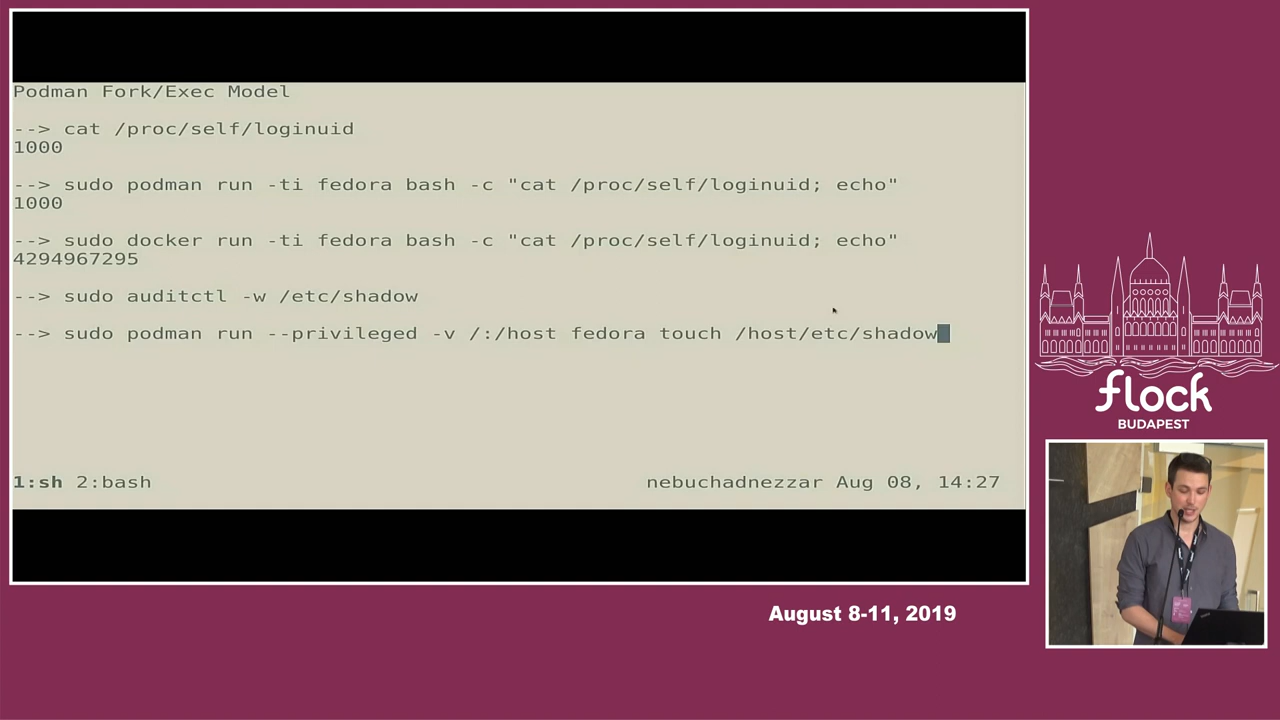 Podman Fork/Exec Model
--> cat /proc/self/loginuid
1000
--> sudo podman run -ti fedora bash -c "cat /proc/self/loginuid; echo"
1000
--> sudo docker run -ti fedora bash -c "cat /proc/self/loginuid; echo"
4294967295
--> sudo auditctl -w /etc/shadow
--> sudo podman run --privileged -v /:/host fedora touch /host/etc/shadow
1:sh 2:bash nebuchadnezzar Aug 08, 14:27
flock
BUDAPEST
August 8-11, 2019